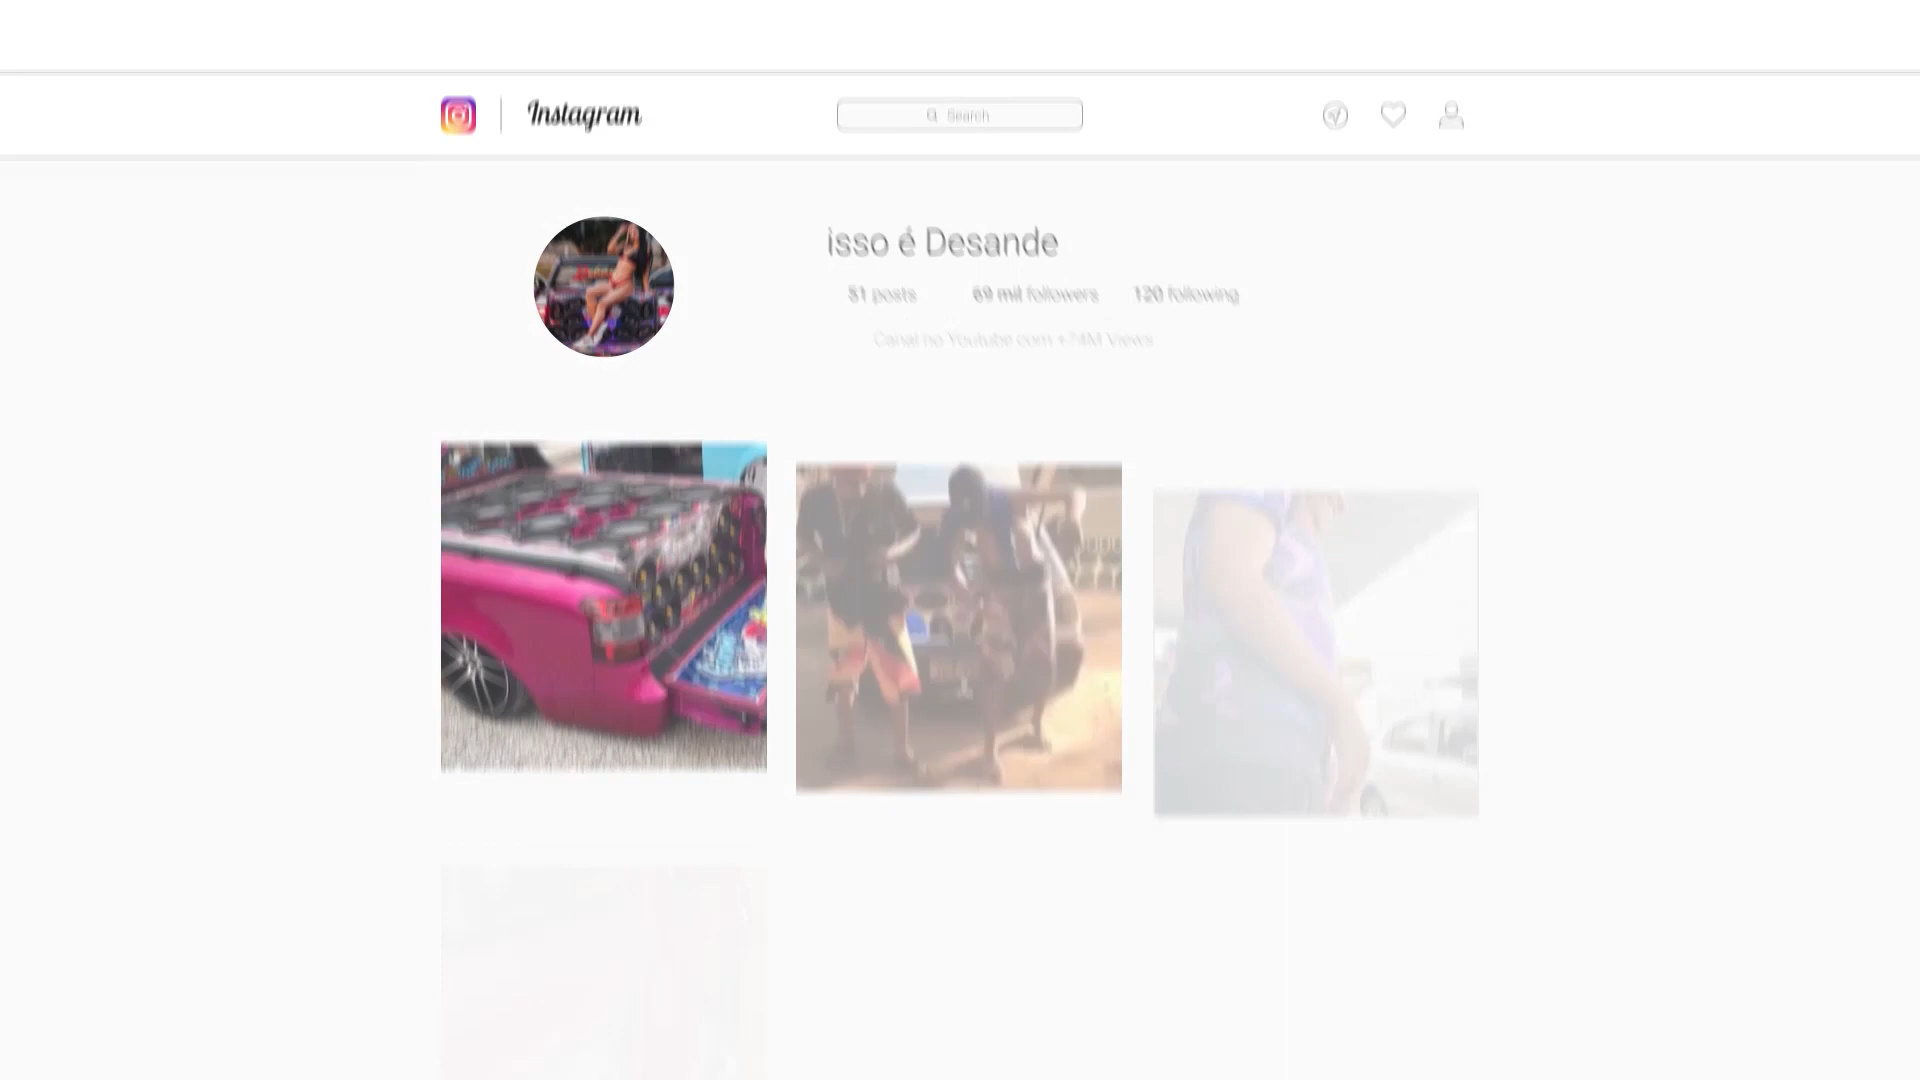 Instagram
Search
isso é Desande
51 posts 69 mil followers 120 following
Canal no Youtube com +74M Views